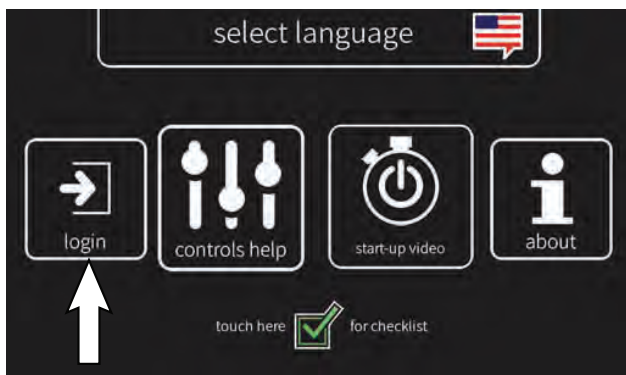 select language
login
controls help
start-up video
about
touch here for checklist